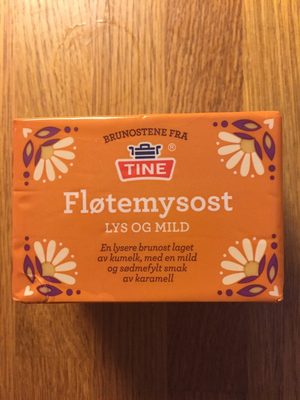 BRUNOSTENE FRA
TINE®
Fløtemysost
LYS OG MILD
En lysere brunost laget
av kumelk, med en mild
og sødmefylt smak
av karamell